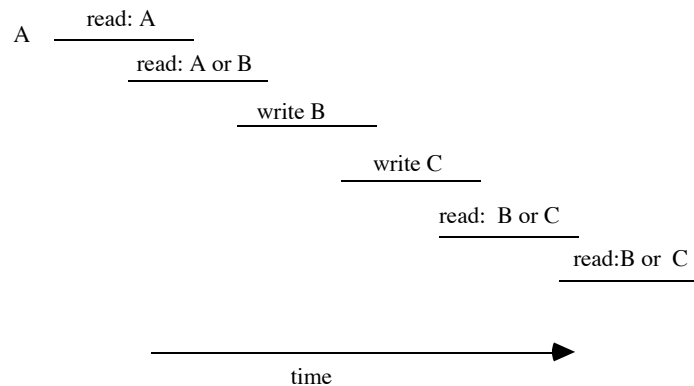 read: A
A
read: A or B
write B
write C
read:  B or C
read:B or  C
time